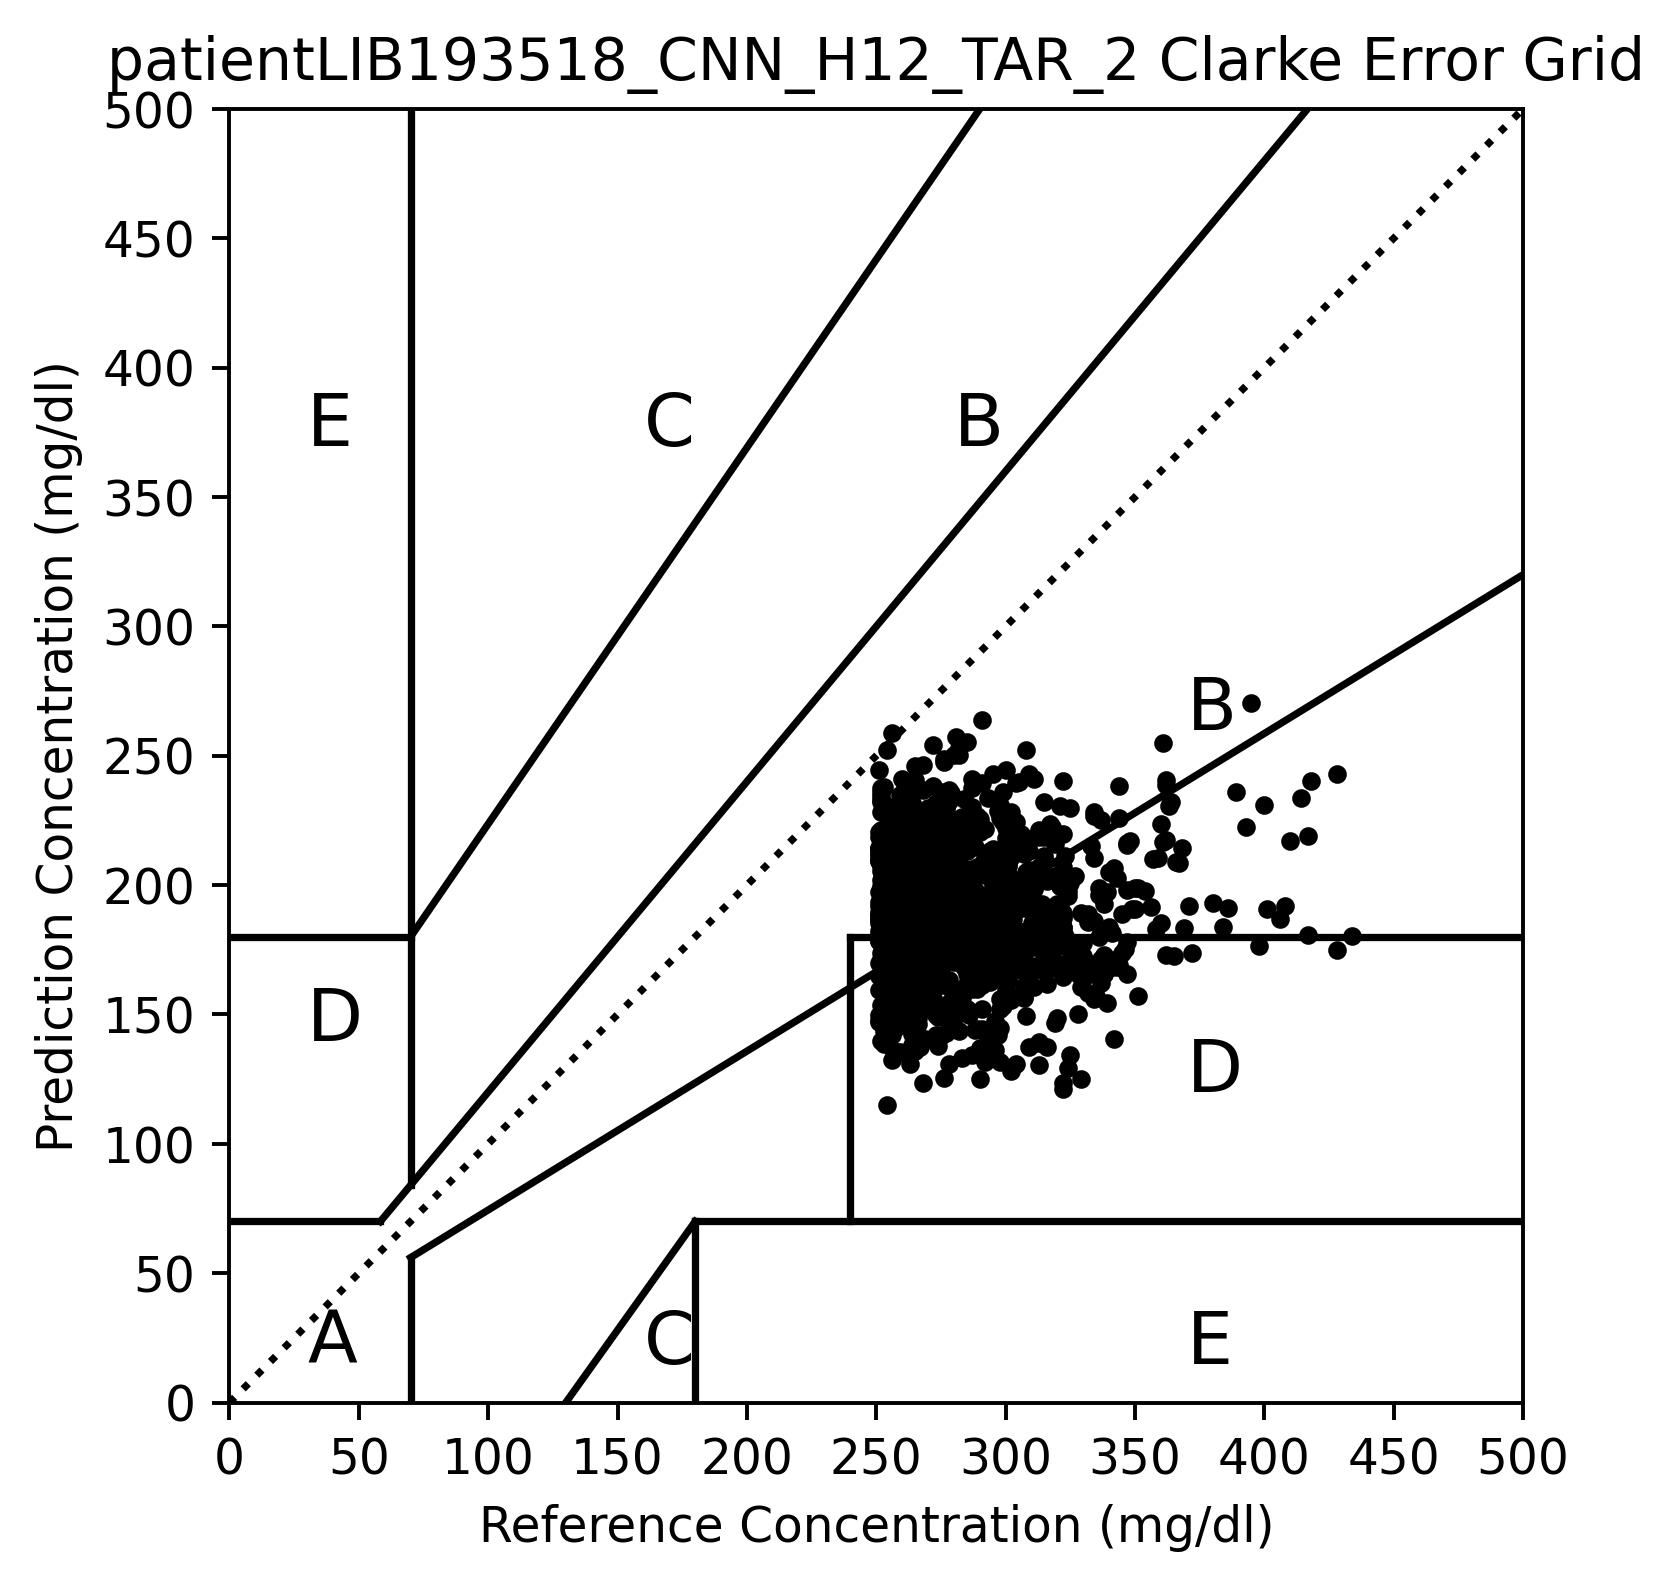 patientLIB193518_CNN_H12_TAR_2 Clarke Error Grid
500
450
400
350
300
250
200
150
100
50
0
Prediction Concentration (mg/dl)
E
C
B
B
D
D
A
C
E
0 50 100 150 200 250 300 350 400 450 500
Reference Concentration (mg/dl)